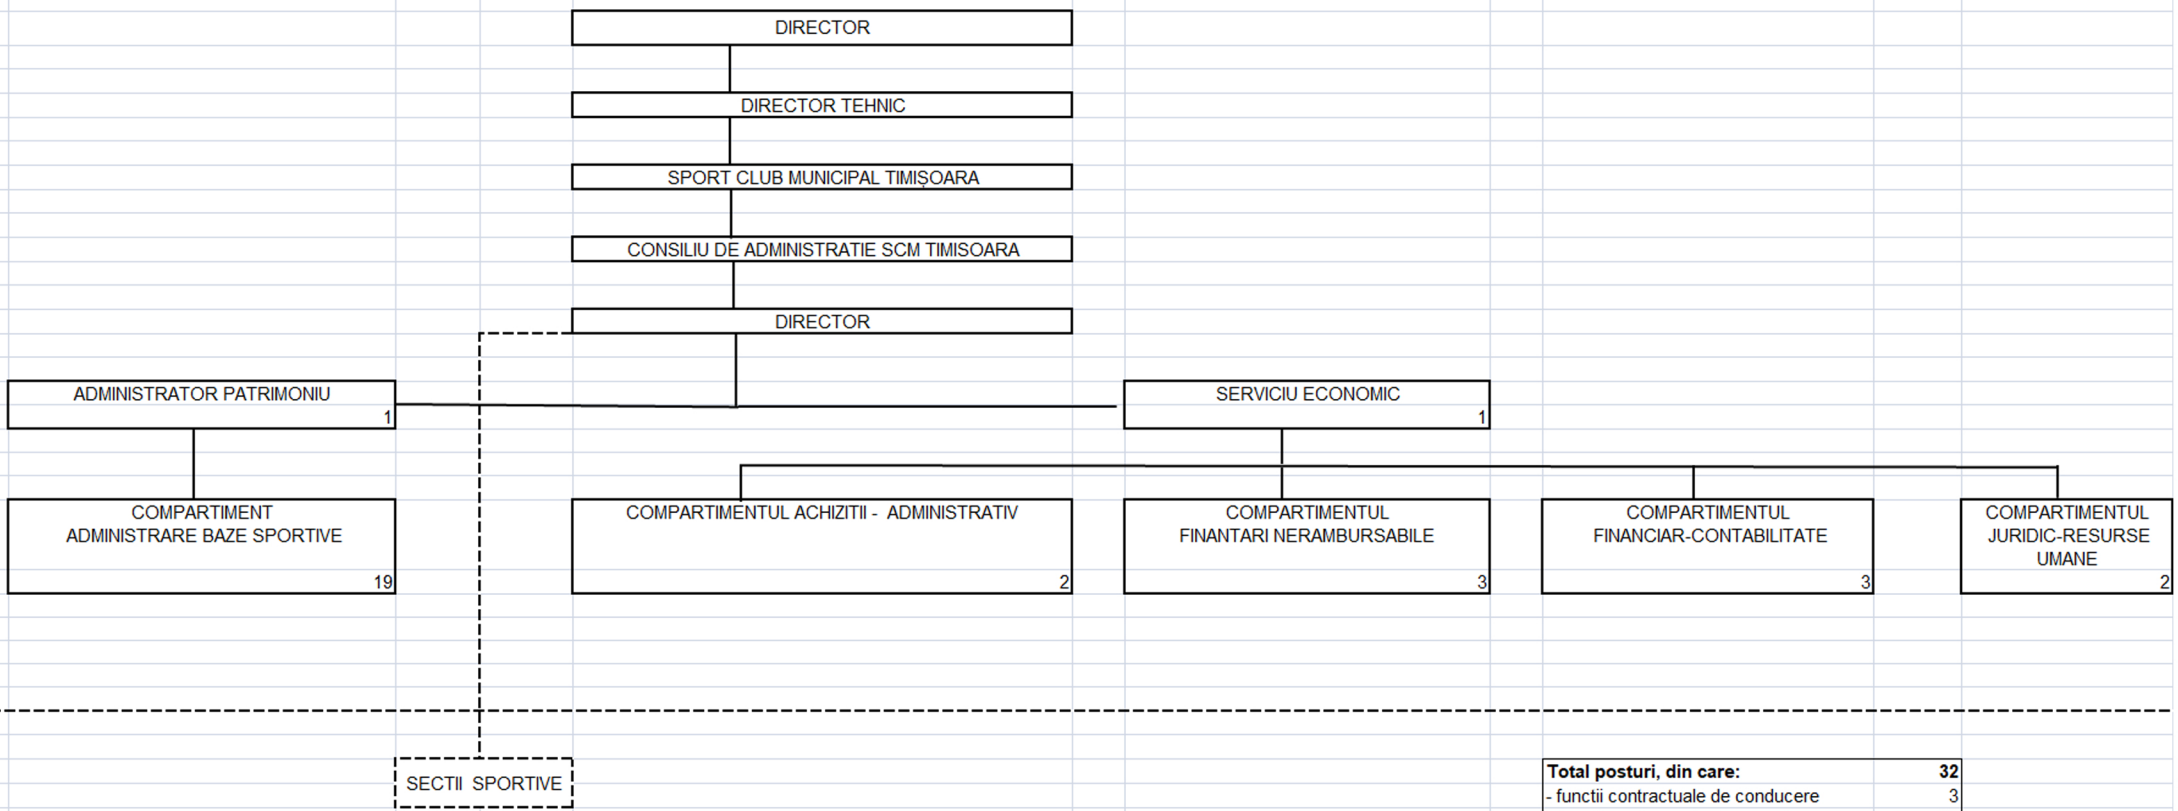 DIRECTOR
DIRECTOR TEHNIC
SPORT CLUB MUNICIPAL TIMIȘOARA
CONSILIU DE ADMINISTRATIE SCM TIMISOARA
DIRECTOR
ADMINISTRATOR PATRIMONIU
1
SERVICIU ECONOMIC
1
COMPARTIMENT
ADMINISTRARE BAZE SPORTIVE
19
COMPARTIMENTUL ACHIZITII - ADMINISTRATIV
2
COMPARTIMENTUL
FINANTARI NERAMBURSABILE
3
COMPARTIMENTUL
FINANCIAR-CONTABILITATE
3
COMPARTIMENTUL
JURIDIC-RESURSE
UMANE
2
SECTII SPORTIVE
Total posturi, din care: 32
- functii contractuale de conducere 3